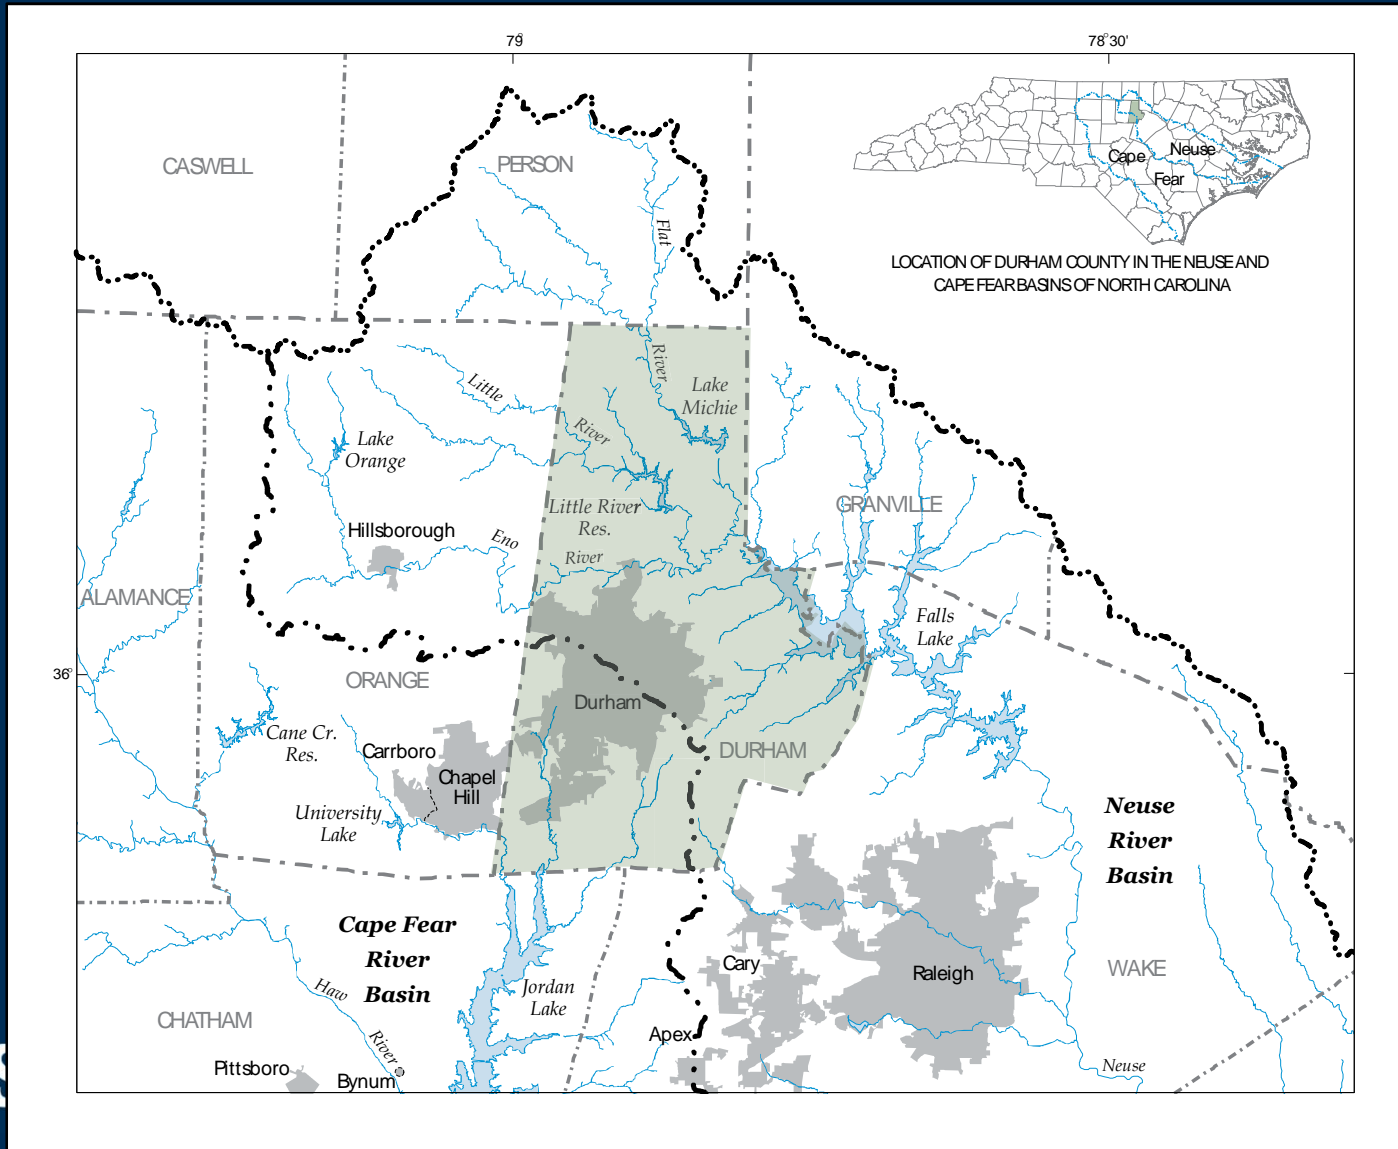 79°
78°30'
CASWELL
PERSON
Flat
River
Cape
Fear
Neuse
LOCATION OF DURHAM COUNTY IN THE NEUSE AND
CAPE FEAR BASINS OF NORTH CAROLINA
Little
River
Lake
Michie
Lake
Orange
GRANVILLE
Little River
Res.
Hillsborough
Eno
River
ALAMANCE
Falls
Lake
36°
ORANGE
Durham
Cane Cr.
Res.
Carrboro
DURHAM
Chapel
Hill
University
Lake
Neuse
River
Basin
Cape Fear
River
Basin
Cary
Raleigh
WAKE
Haw
River
Jordan
Lake
CHATHAM
Apex
Pittsboro
Bynum
Neuse